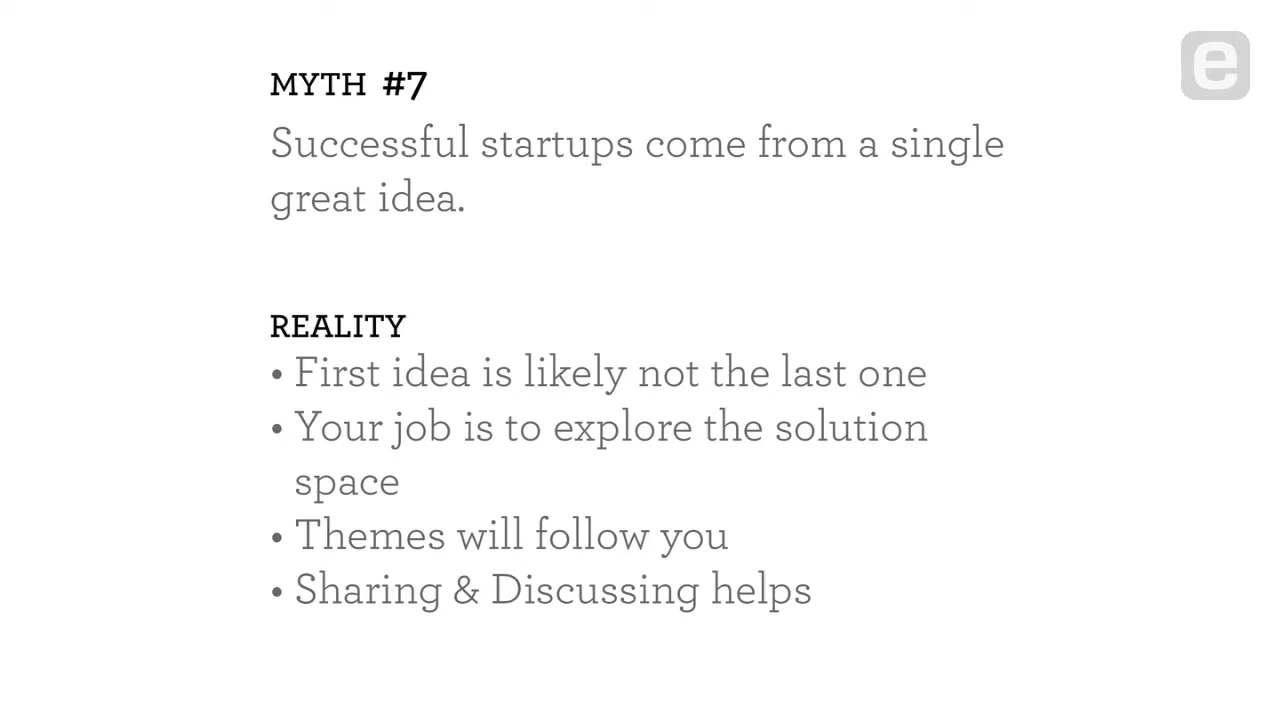 e
MYTH #7
Successful startups come from a single
great idea.
REALITY
• First idea is likely not the last one
• Your job is to explore the solution
space
• Themes will follow you
• Sharing & Discussing helps